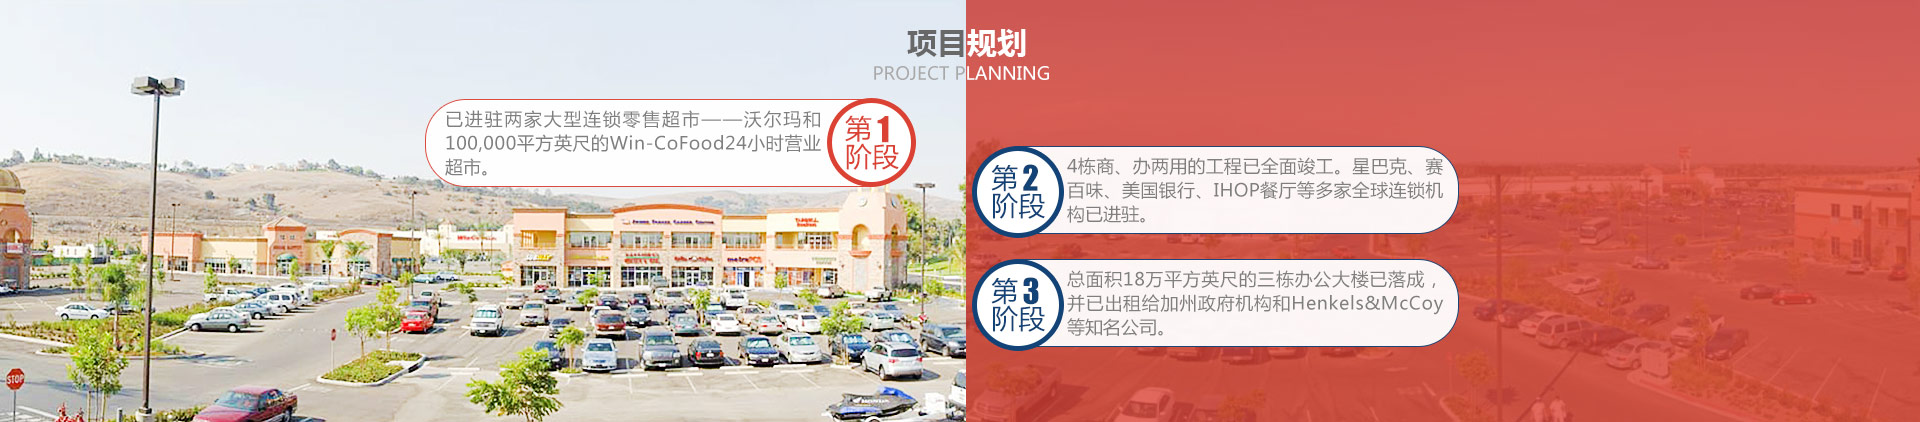 项目规划
PROJECT PLANNING
已进驻两家大型连锁零售超市——沃尔玛和
100,000平方英尺的Win-CoFood24小时营业
超市。
第1
阶段
第2
阶段
4栋商、办两用的工程已全面竣工。星巴克、赛
百味、美国银行、IHOP餐厅等多家全球连锁机
构已进驻。
第3
阶段
总面积18万平方英尺的三栋办公大楼已落成，
并已出租给加州政府机构和Henkels&McCoy
等知名公司。
STOP